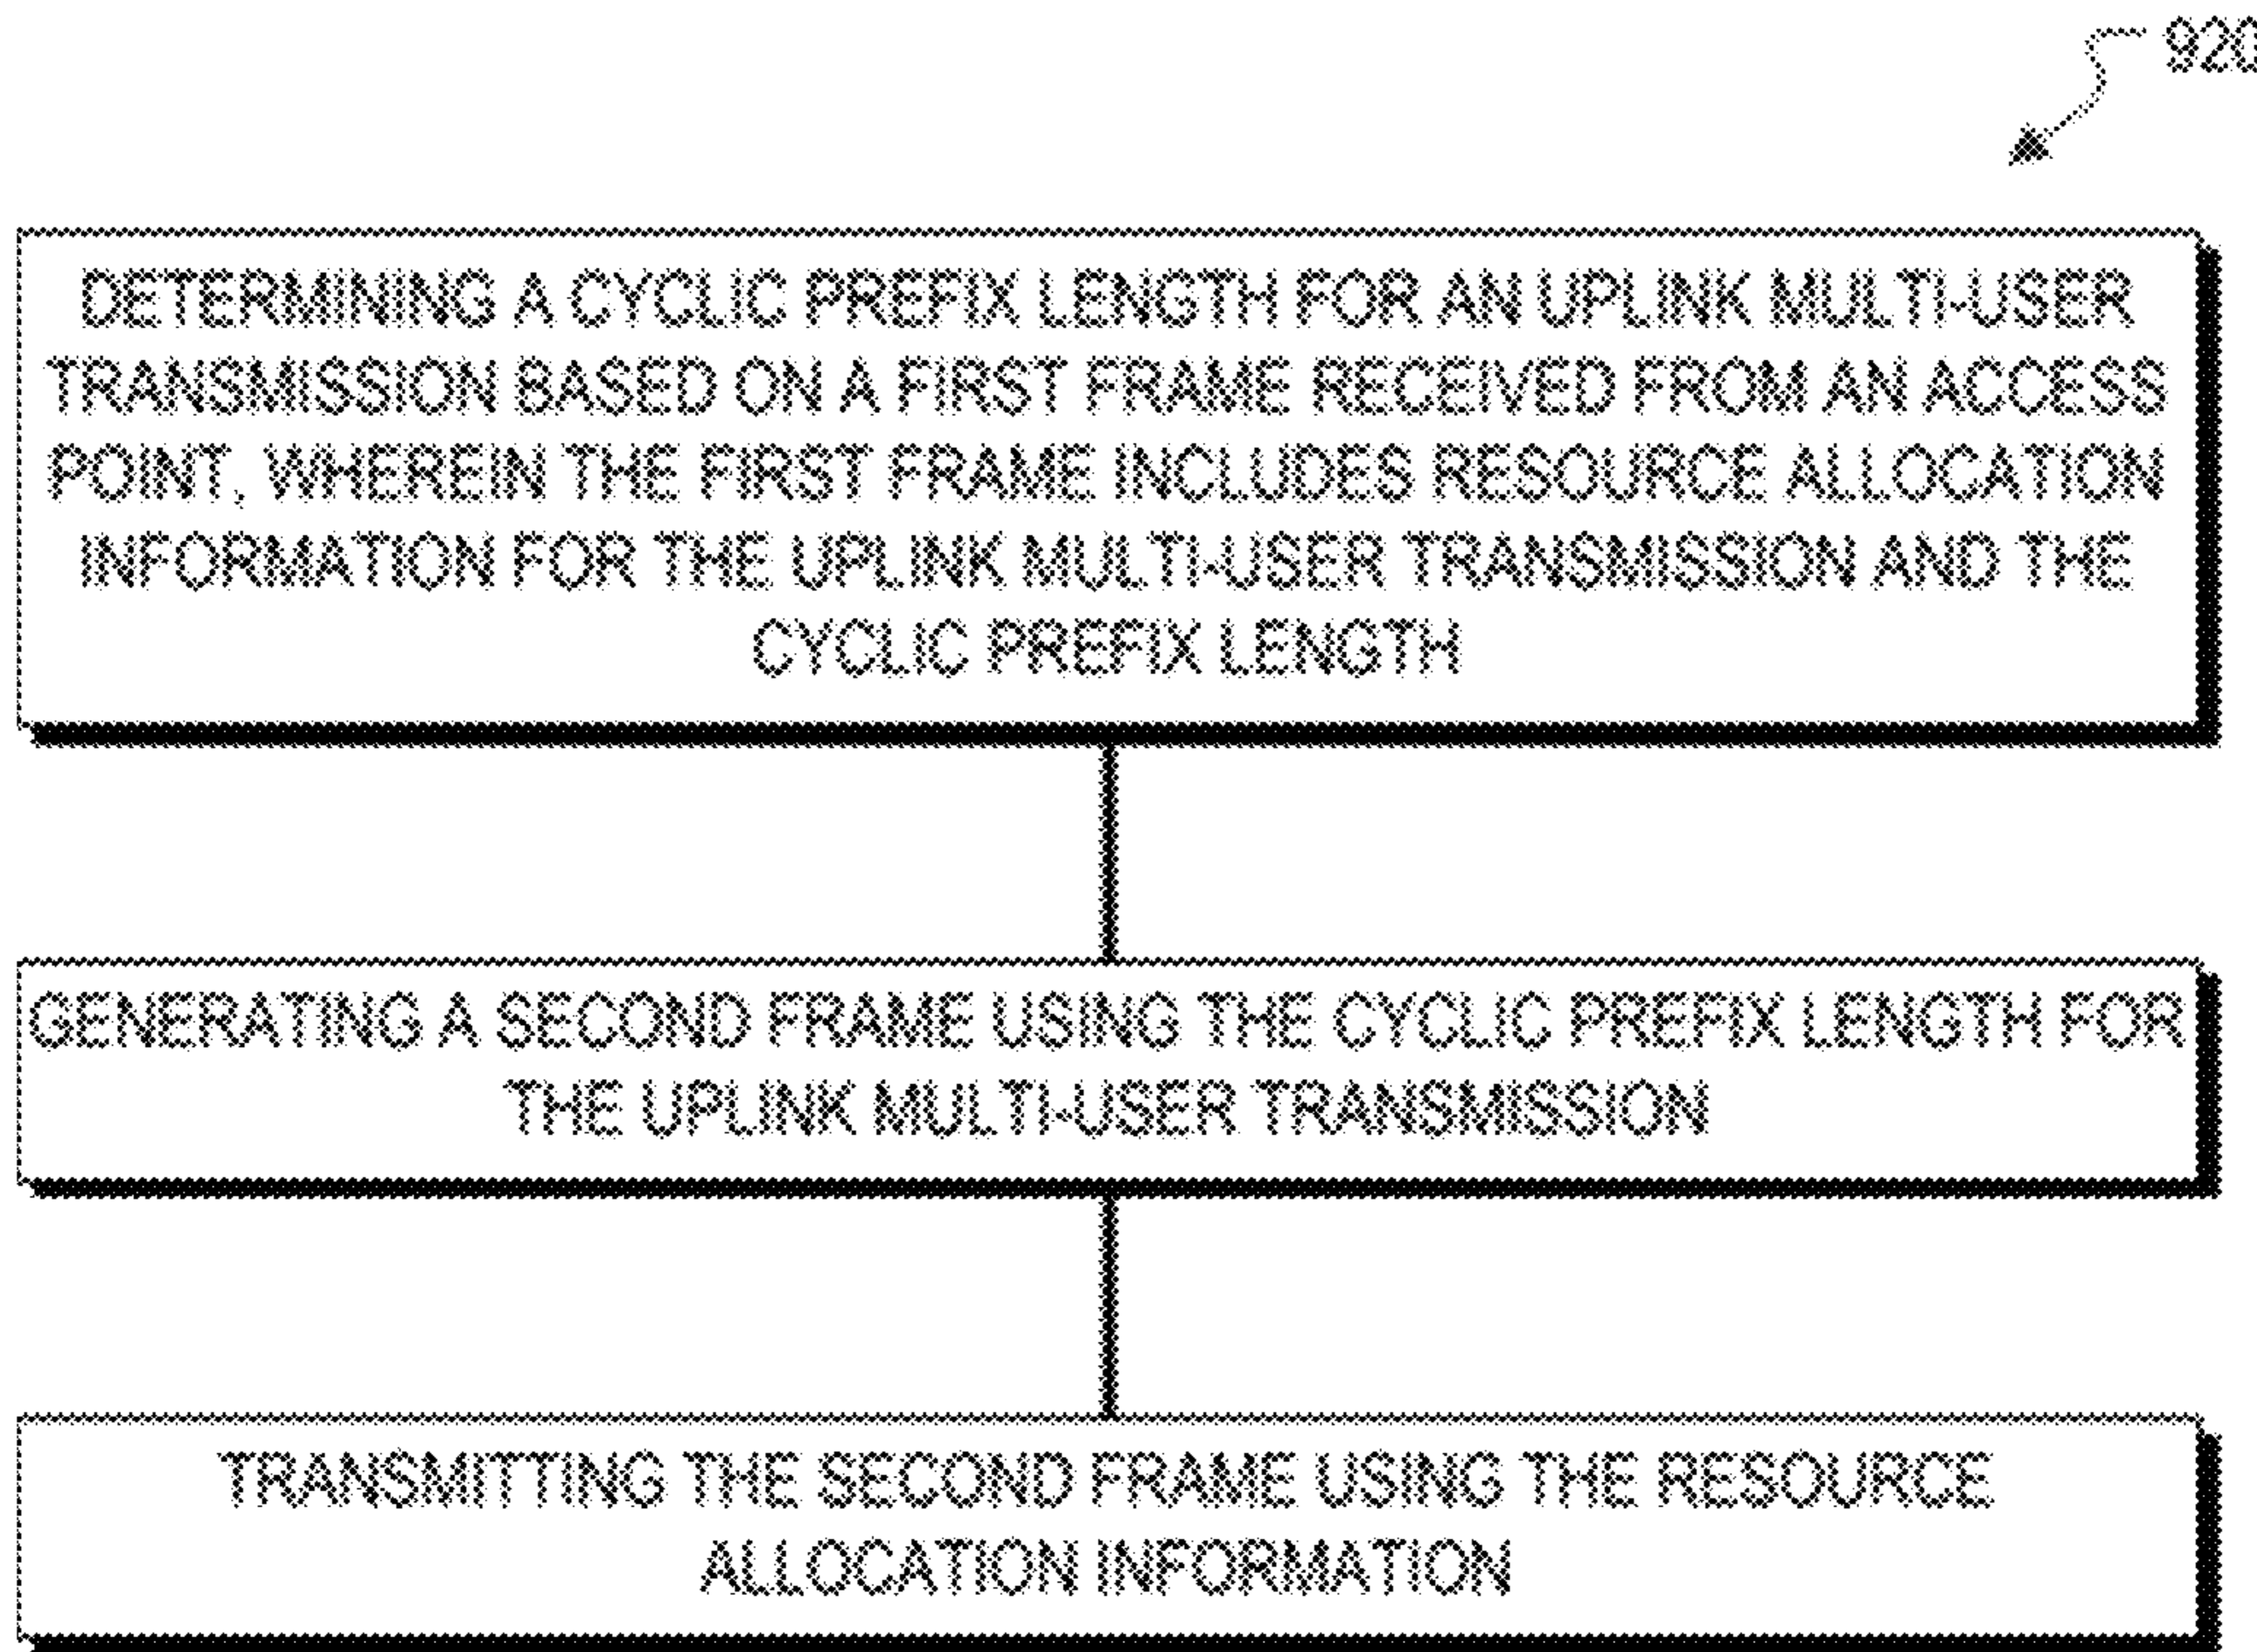 920
DETERMINING A CYCLIC PREFIX LENGTH FOR AN UPLINK MULTI-USER
TRANSMISSION BASED ON A FIRST FRAME RECEIVED FROM AN ACCESS
POINT, WHEREIN THE FIRST FRAME INCLUDES RESOURCE ALLOCATION
INFORMATION FOR THE UPLINK MULTI-USER TRANSMISSION AND THE
CYCLIC PREFIX LENGTH
GENERATING A SECOND FRAME USING THE CYCLIC PREFIX LENGTH FOR
THE UPLINK MULTI-USER TRANSMISSION
TRANSMITTING THE SECOND FRAME USING THE RESOURCE
ALLOCATION INFORMATION